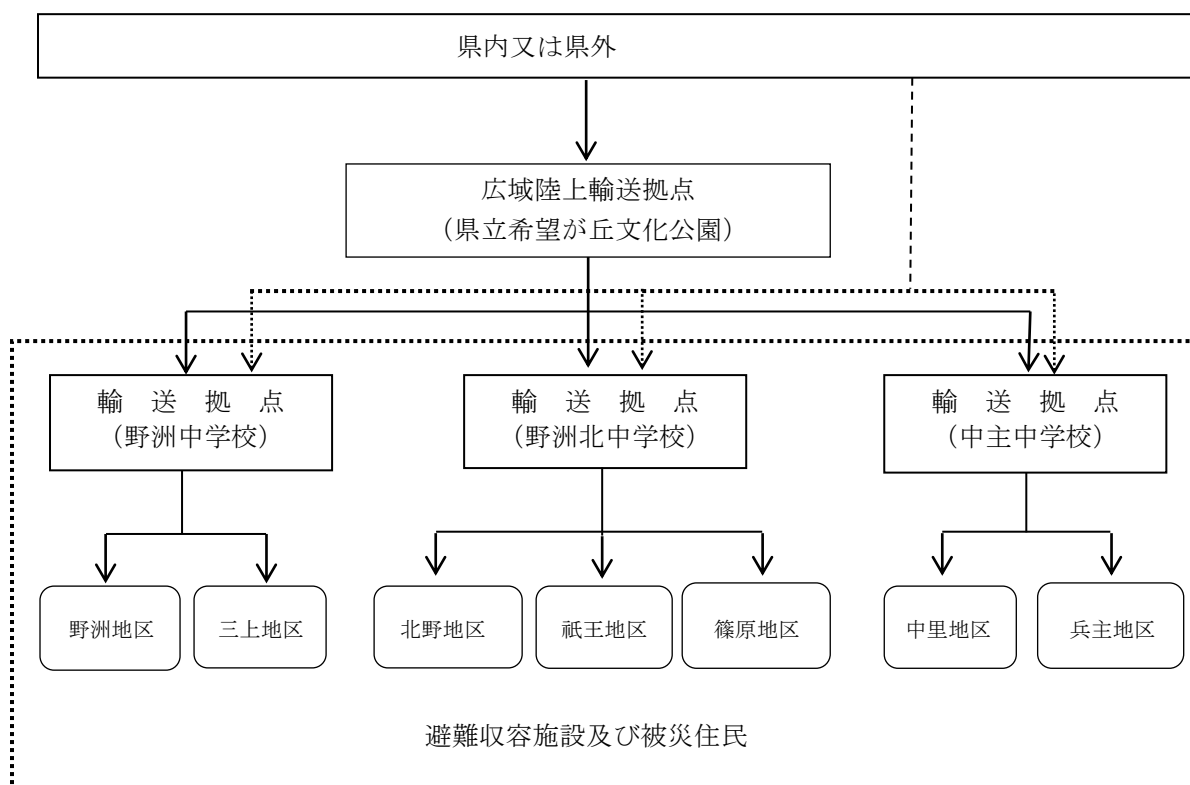 県内又は県外
広域陸上輸送拠点
（県立希望が丘文化公園）
輸　送　拠　点
（野洲中学校）
輸　送　拠　点
（野洲北中学校）
輸　送　拠　点
（中主中学校）
野洲地区
三上地区
北野地区
祇王地区
篠原地区
中里地区
兵主地区
避難収容施設及び被災住民